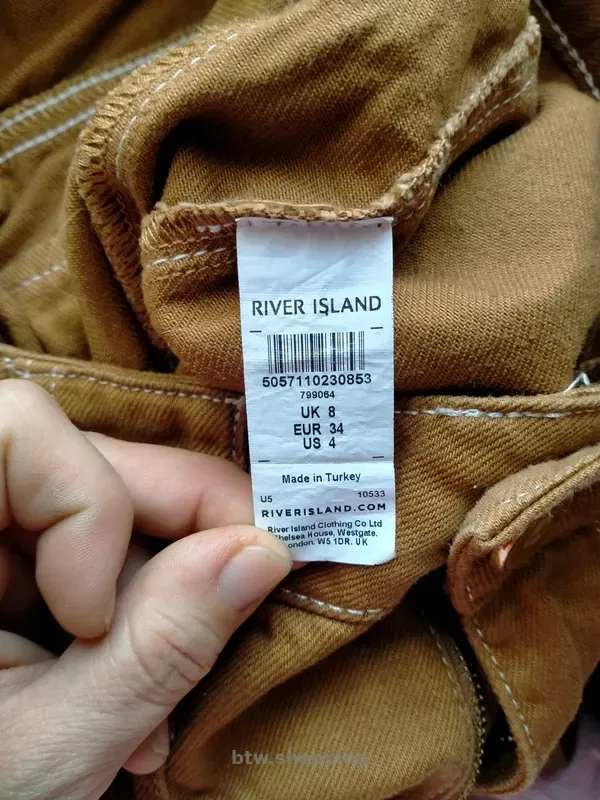 RIVER ISLAND
5057110230853
799064
UK 8
EUR 34
US 4
Made in Turkey
U5 10533
RIVERISLAND.COM
River Island Clothing Co Ltd
Chelsea House, Westgate,
London. W5 1DR. UK
btw.shopping